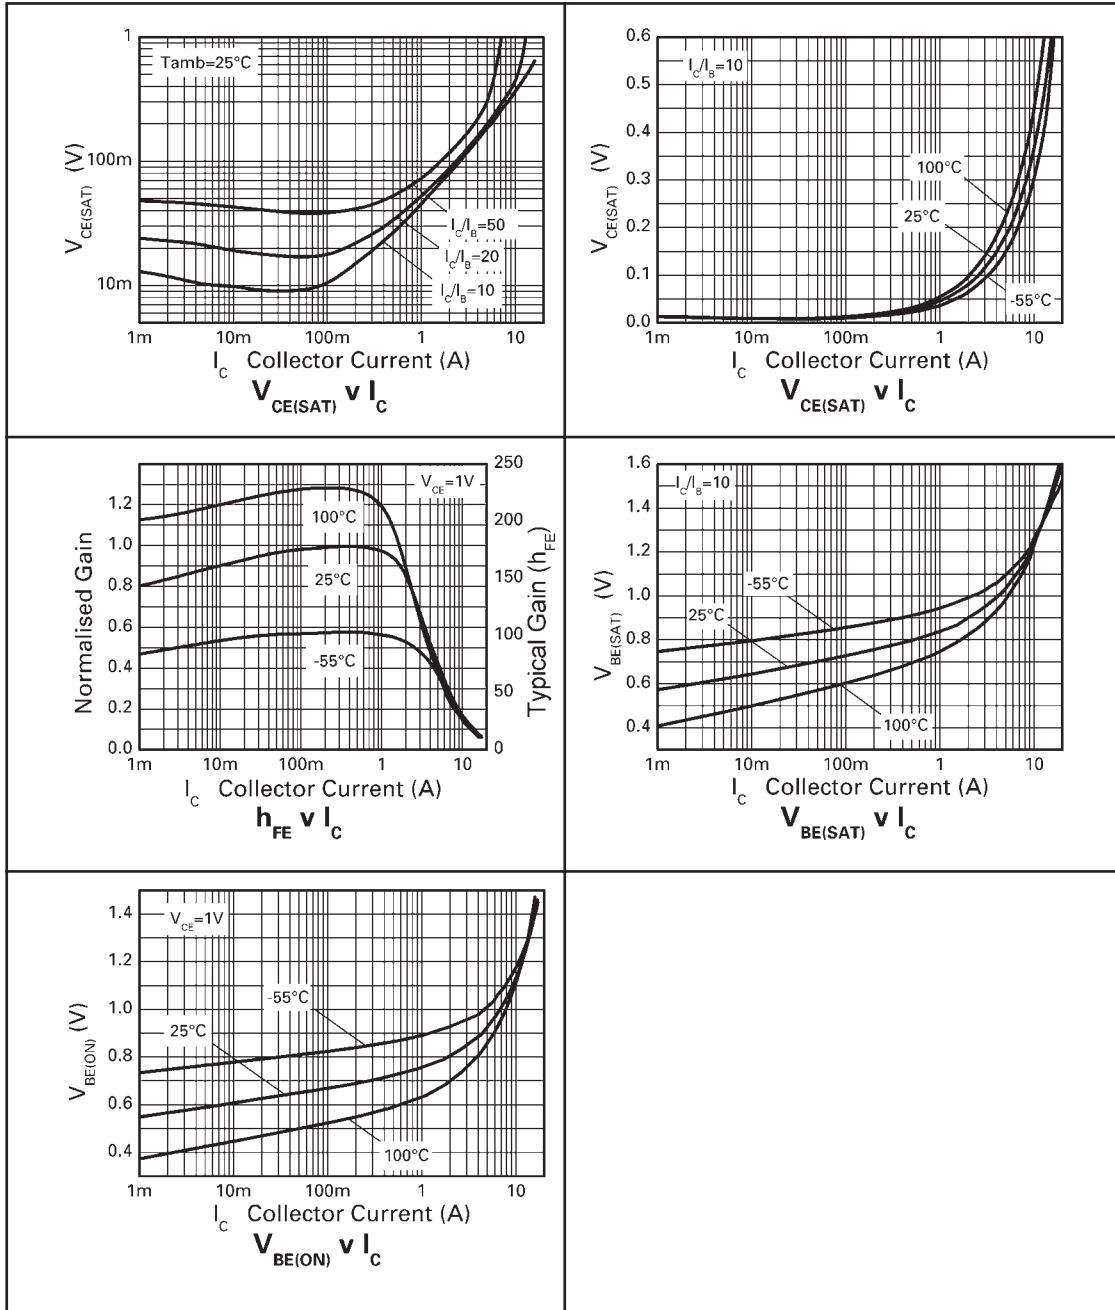 1
Tamb=25°C
V_CE(SAT) (V)
100m
10m
I_C/I_B=50
I_C/I_B=20
I_C/I_B=10
1m 10m 100m 1 10
I_C Collector Current (A)
V_CE(SAT) v I_C
0.6
I_C/I_B=10
0.5
0.4
V_CE(SAT) (V)
0.3
100°C
25°C
0.2
0.1
-55°C
0.0
1m 10m 100m 1 10
I_C Collector Current (A)
V_CE(SAT) v I_C
250
V_CE=1V
1.2
100°C
200
1.0
Normalised Gain
Typical Gain (h_FE)
150
0.8
25°C
0.6
100
-55°C
0.4
50
0.2
0.0
0
1m 10m 100m 1 10
I_C Collector Current (A)
h_FE v I_C
1.6
I_C/I_B=10
1.4
1.2
V_BE(SAT) (V)
-55°C
1.0
25°C
0.8
0.6
100°C
0.4
1m 10m 100m 1 10
I_C Collector Current (A)
V_BE(SAT) v I_C
1.4
V_CE=1V
1.2
-55°C
1.0
25°C
V_BE(ON) (V)
0.8
0.6
100°C
0.4
1m 10m 100m 1 10
I_C Collector Current (A)
V_BE(ON) v I_C